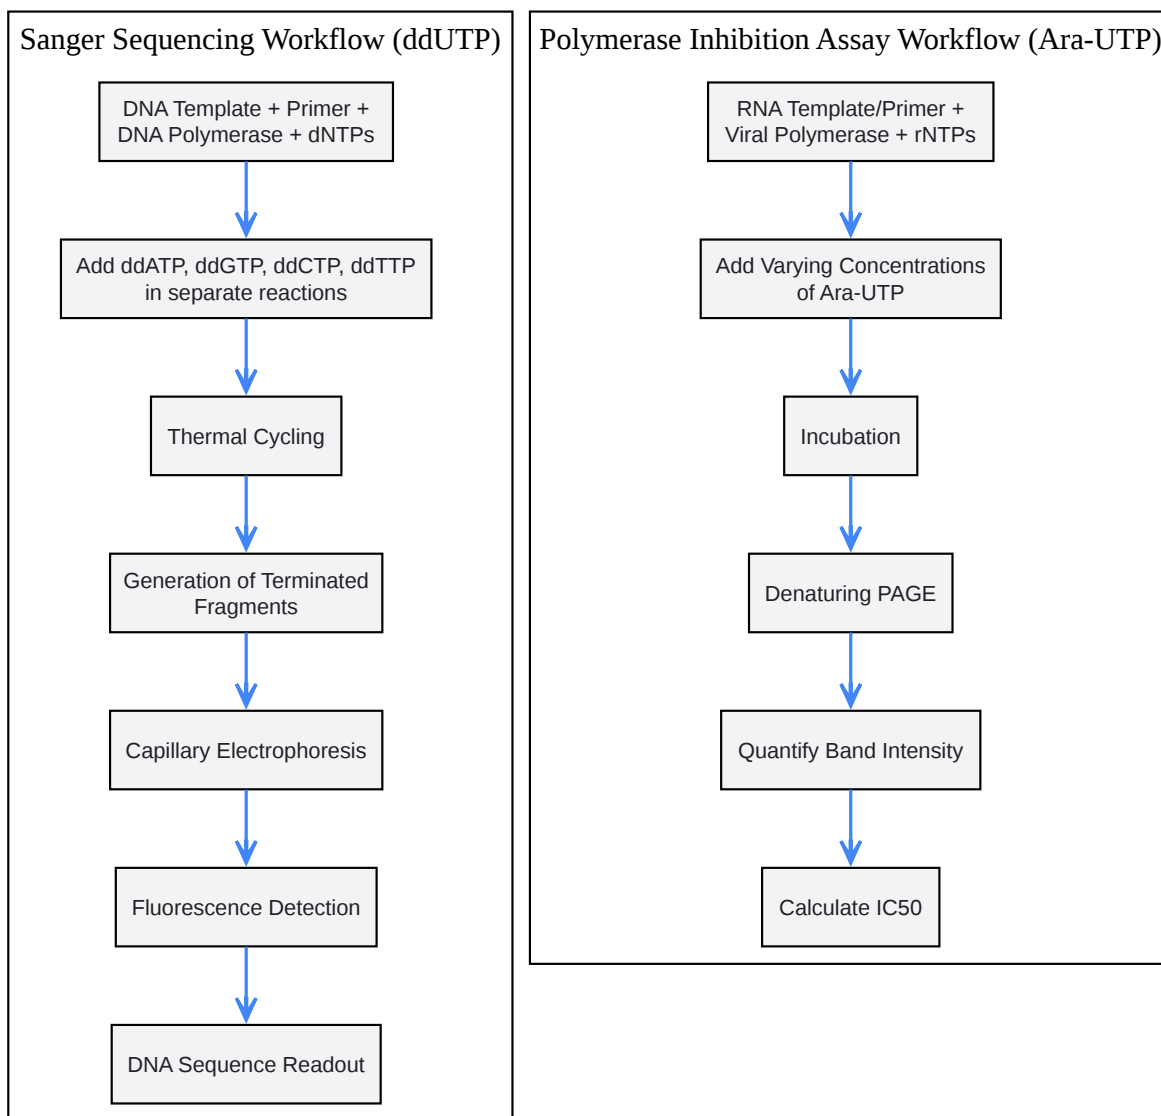 Sanger Sequencing Workflow (ddUTP)
DNA Template + Primer +
DNA Polymerase + dNTPs
Add ddATP, ddGTP, ddCTP, ddTTP
in separate reactions
Thermal Cycling
Generation of Terminated
Fragments
Capillary Electrophoresis
Fluorescence Detection
DNA Sequence Readout
Polymerase Inhibition Assay Workflow (Ara-UTP)
RNA Template/Primer +
Viral Polymerase + rNTPs
Add Varying Concentrations
of Ara-UTP
Incubation
Denaturing PAGE
Quantify Band Intensity
Calculate IC50